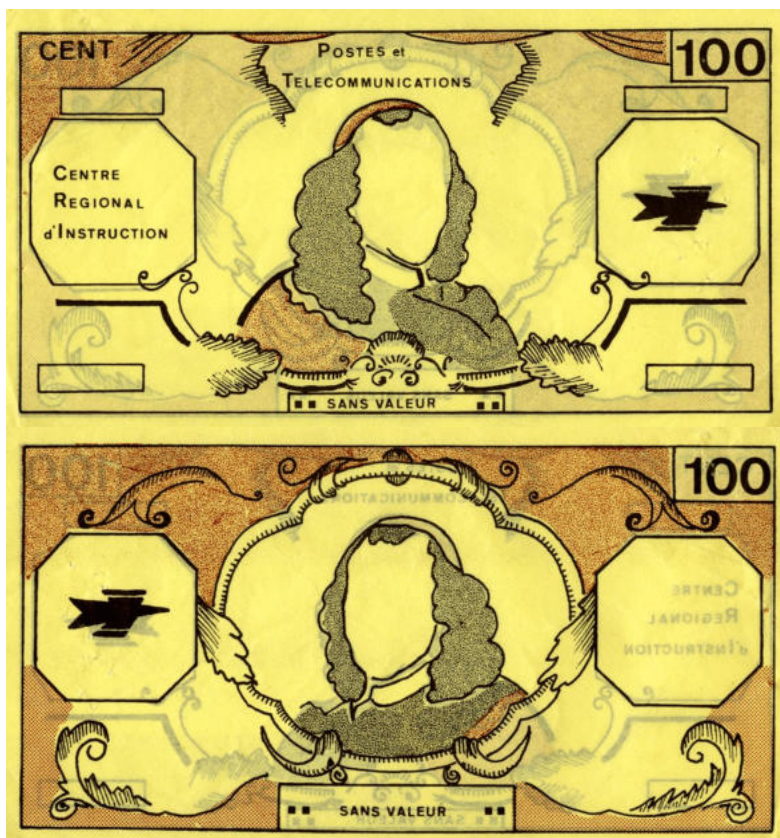 CENT
POSTES et
TELECOMMUNICATIONS
100
CENTRE
REGIONAL
d'INSTRUCTION
SANS VALEUR
100
SANS VALEUR